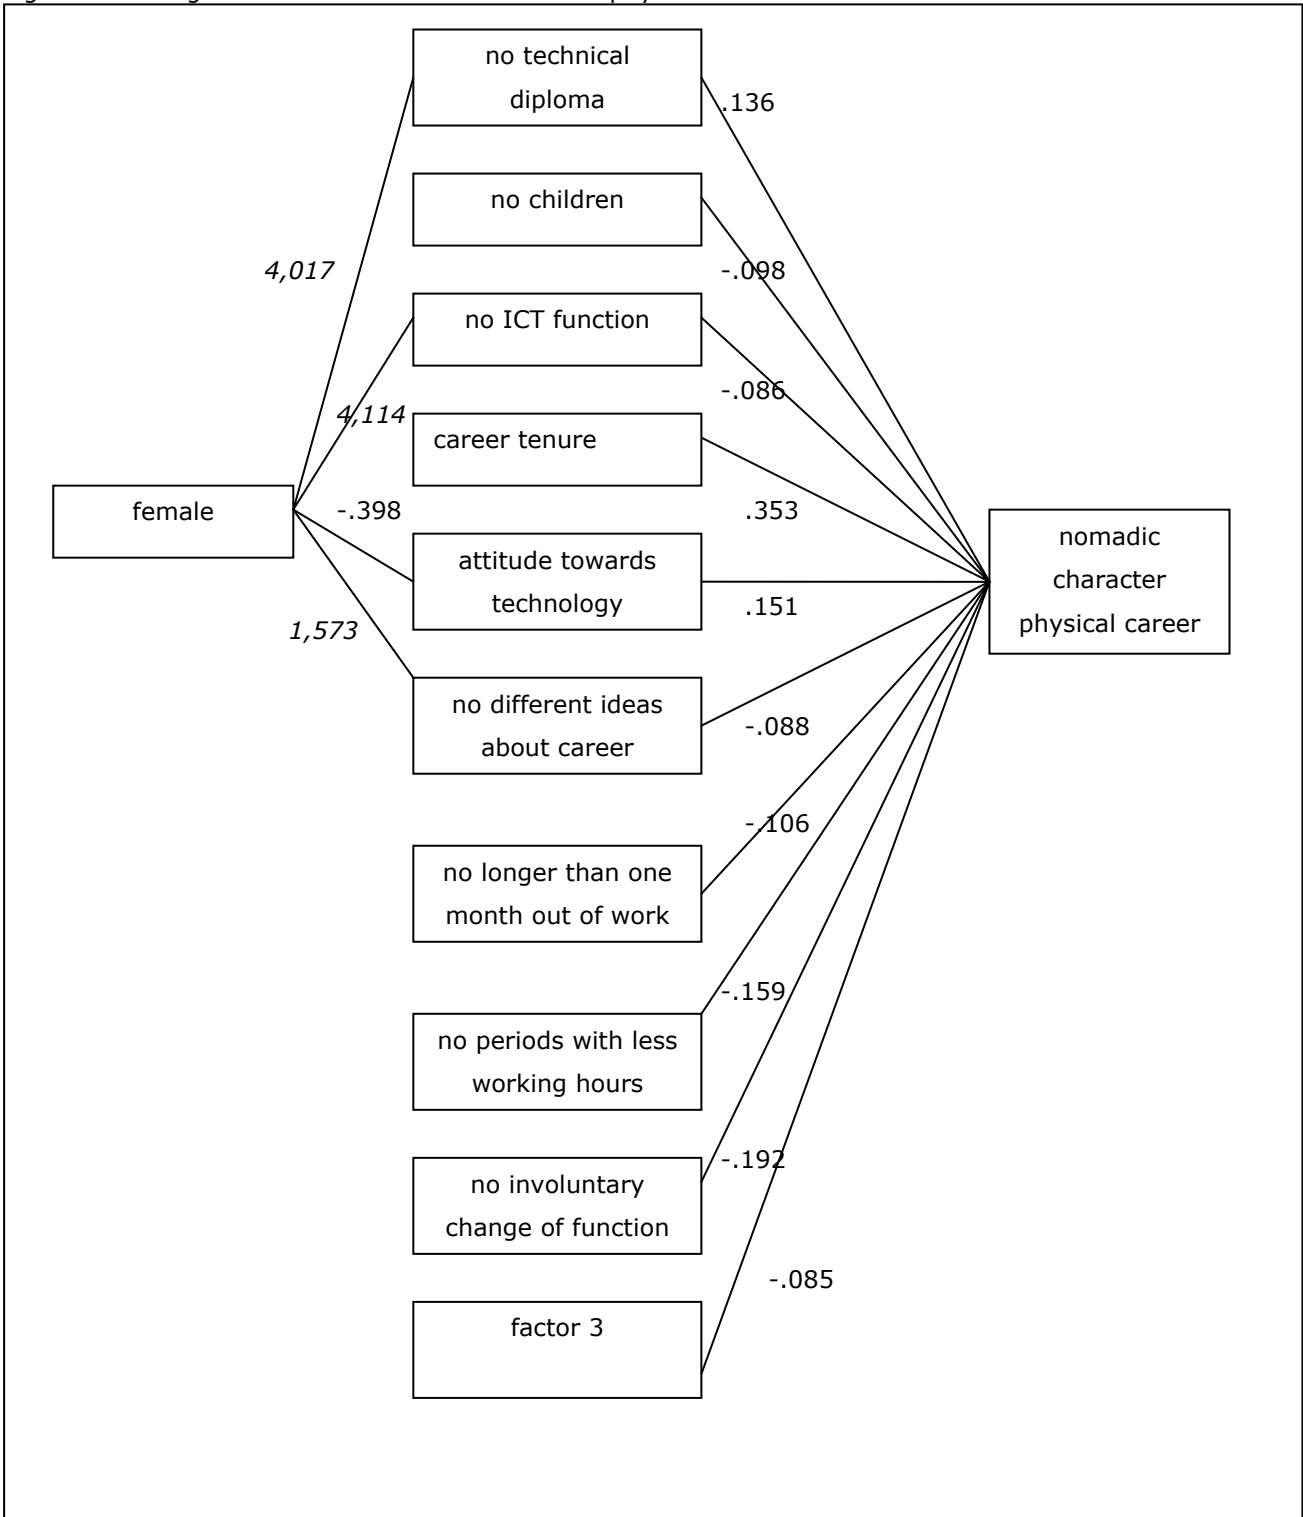 no technical
diploma
.136
no children
4,017
-.098
no ICT function
-.086
4,114
career tenure
female
-.398
.353
nomadic
character
physical career
attitude towards
technology
.151
1,573
no different ideas
about career
-.088
-.106
no longer than one
month out of work
-.159
no periods with less
working hours
-.192
no involuntary
change of function
-.085
factor 3